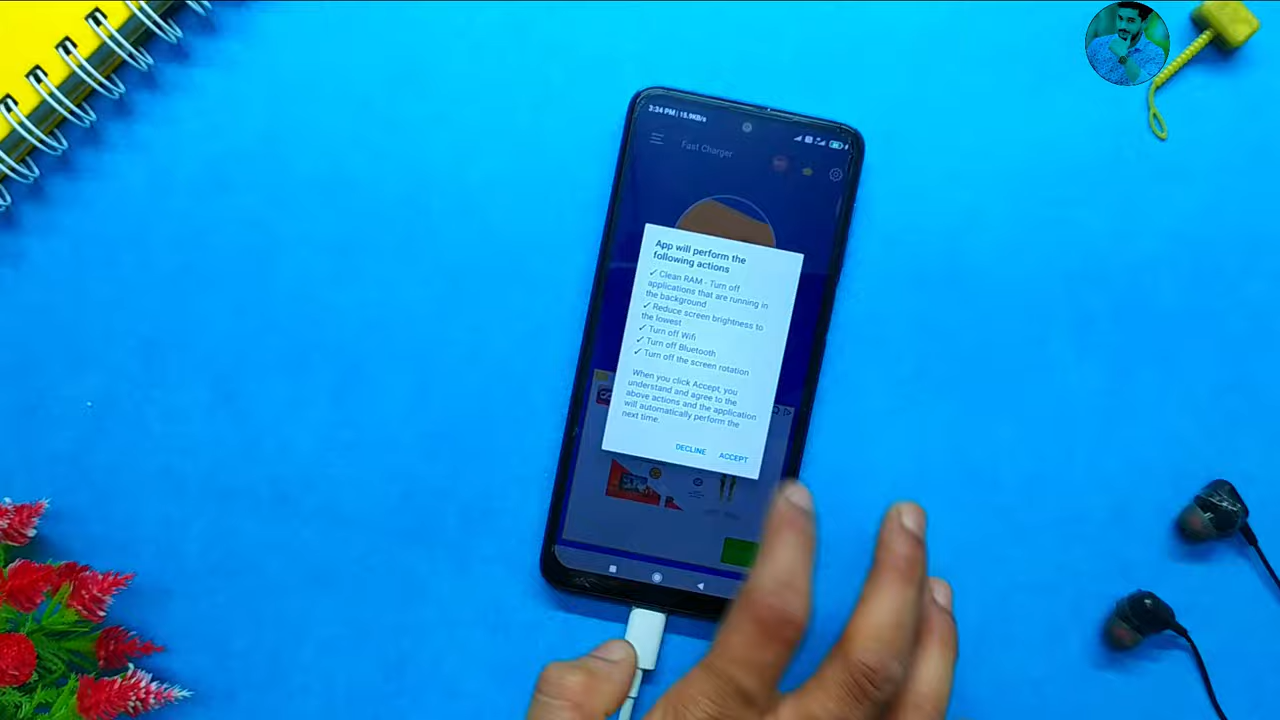 3:34 PM | 15.9KB/s
Fast Charger
App will perform the
following actions
✓ Clean RAM - Turn off
applications that are running in
the background
✓ Reduce screen brightness to
the lowest
✓ Turn off Wifi
✓ Turn off Bluetooth
✓ Turn off the screen rotation
When you click Accept, you
understand and agree to the
above actions and the application
will automatically perform the
next time.
DECLINE ACCEPT